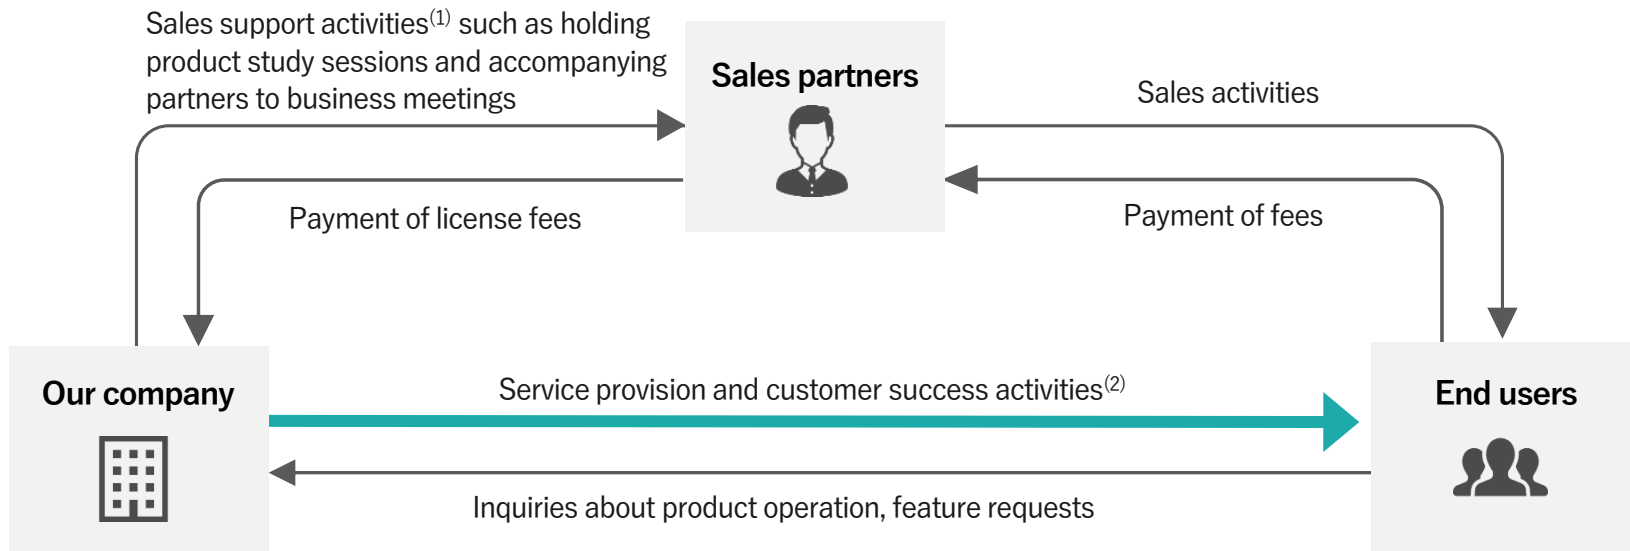 Sales support activities(1) such as holding
product study sessions and accompanying
partners to business meetings
Sales partners
Sales activities
Payment of license fees
Payment of fees
Our company
Service provision and customer success activities(2)
End users
Inquiries about product operation, feature requests